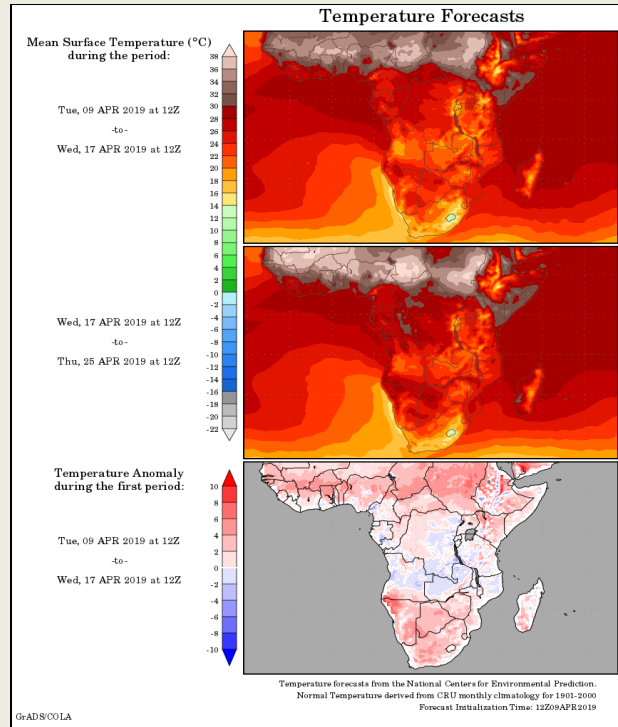 Temperature Forecasts
Mean Surface Temperature (°C)
during the period:
Tue, 09 APR 2019 at 12Z
-to-
Wed, 17 APR 2019 at 12Z
38
36
34
32
30
28
26
24
22
20
18
16
14
12
10
8
6
4
2
0
-2
-4
-6
-8
-10
-12
-14
-16
-18
-20
-22
Wed, 17 APR 2019 at 12Z
-to-
Thu, 25 APR 2019 at 12Z
Temperature Anomaly
during the first period:
Tue, 09 APR 2019 at 12Z
-to-
Wed, 17 APR 2019 at 12Z
10
8
6
4
2
0
-2
-4
-6
-8
-10
Temperature forecasts from the National Centers for Environmental Prediction.
Normal Temperature derived from CRU monthly climatology for 1901-2000
Forecast Initialization Time: 12Z09APR2019
GrADS/COLA